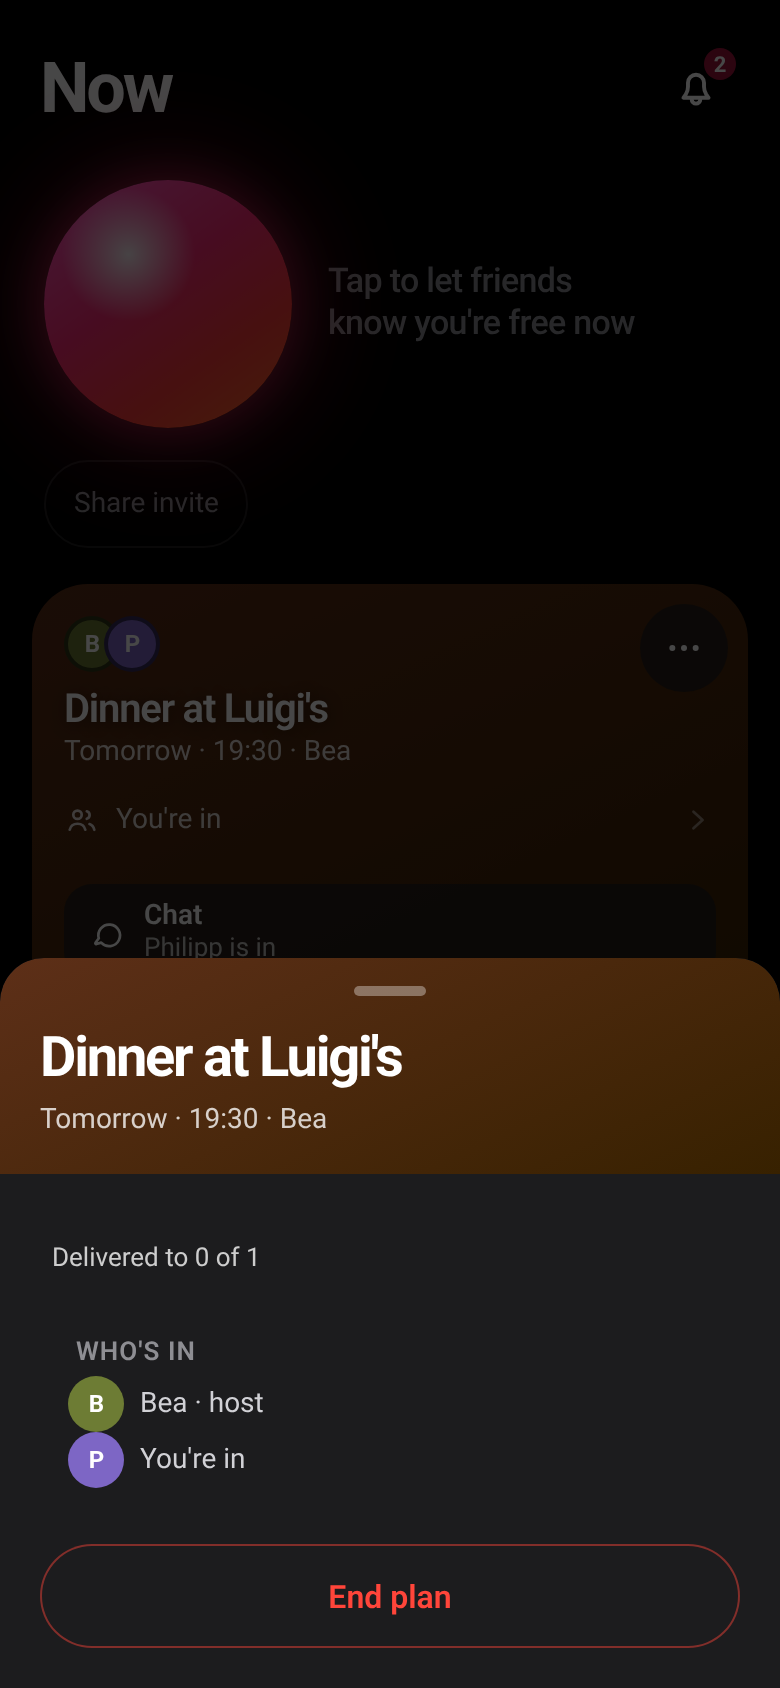 Now
2
Tap to let friends
know you're free now
Share invite
B P
Dinner at Luigi's
Tomorrow · 19:30 · Bea
You're in
Chat
Philipp is in
Dinner at Luigi's
Tomorrow · 19:30 · Bea
Delivered to 0 of 1
WHO'S IN
B Bea · host
P You're in
End plan